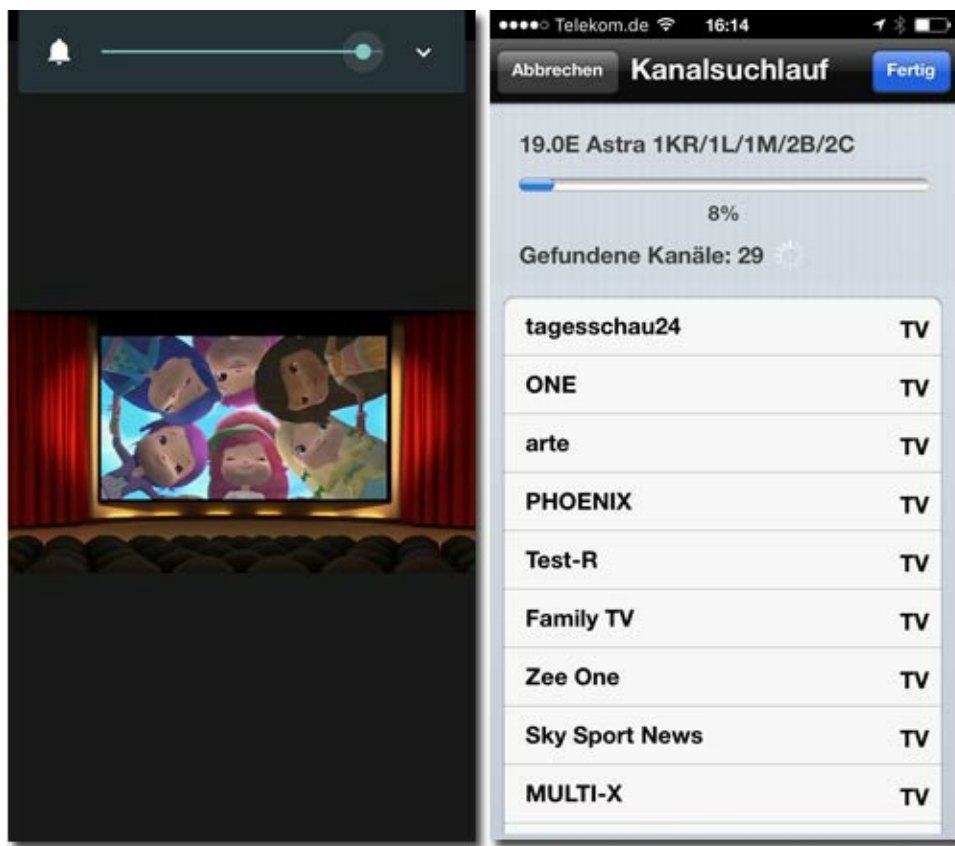 Telekom.de 16:14
Abbrechen Kanalsuchlauf Fertig
19.0E Astra 1KR/1L/1M/2B/2C
8%
Gefundene Kanäle: 29
tagesschau24 TV
ONE TV
arte TV
PHOENIX TV
Test-R TV
Family TV TV
Zee One TV
Sky Sport News TV
MULTI-X TV